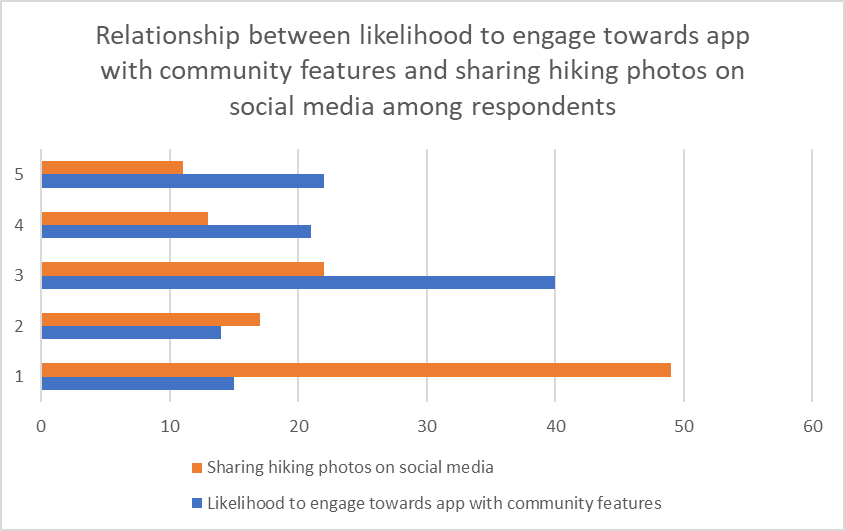 Relationship between likelihood to engage towards app
with community features and sharing hiking photos on
social media among respondents
5
4
3
2
1
0 10 20 30 40 50 60
Sharing hiking photos on social media
Likelihood to engage towards app with community features